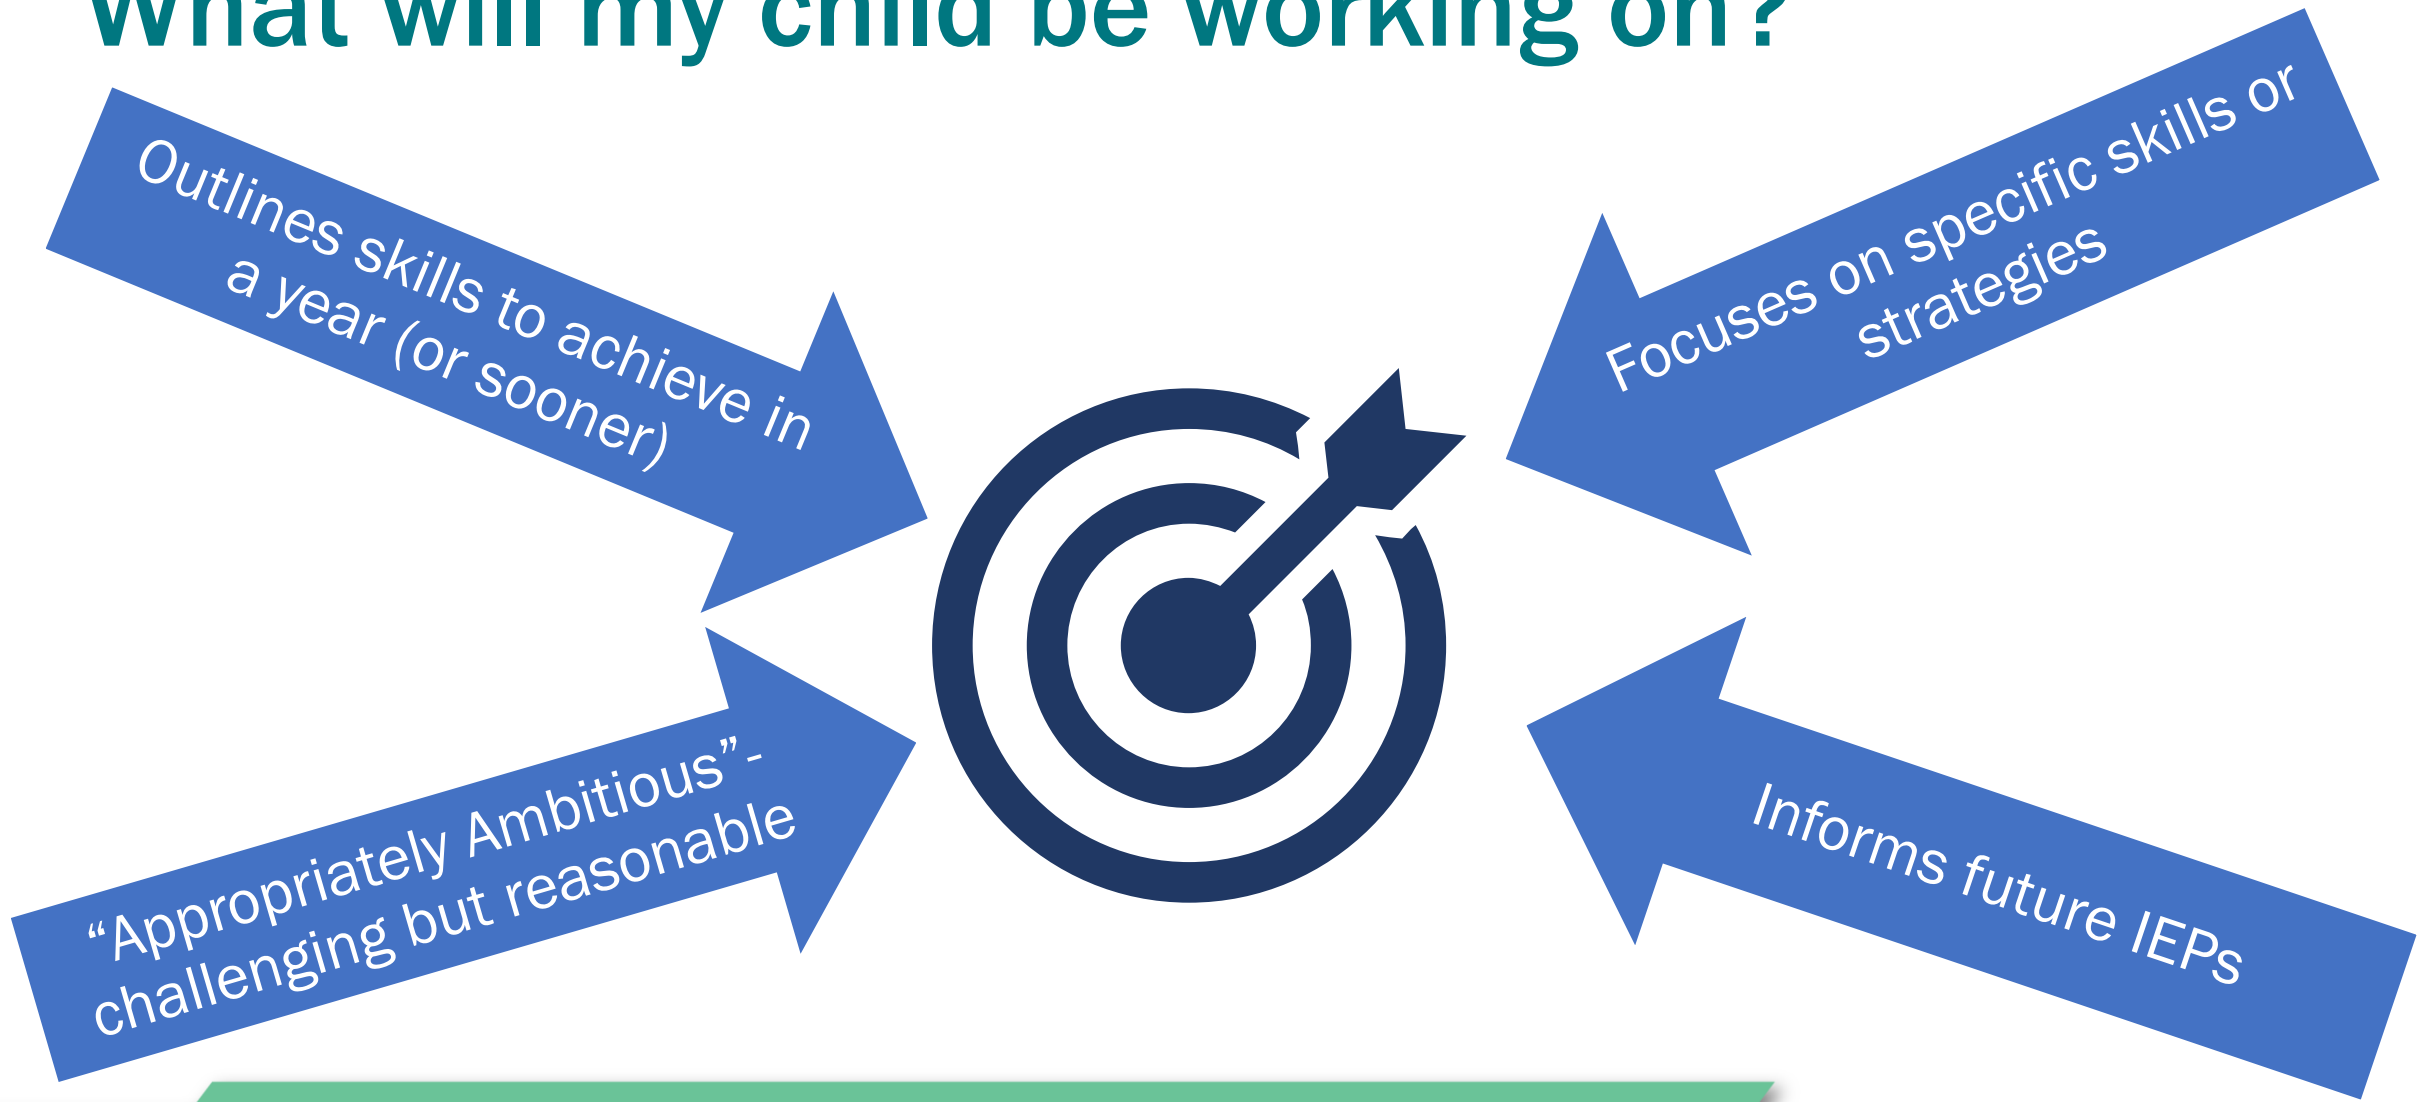 What will my child be working on?
Outlines skills to achieve in
a year (or sooner)
Focuses on specific skills or
strategies
“Appropriately Ambitious”-
challenging but reasonable
Informs future IEPs